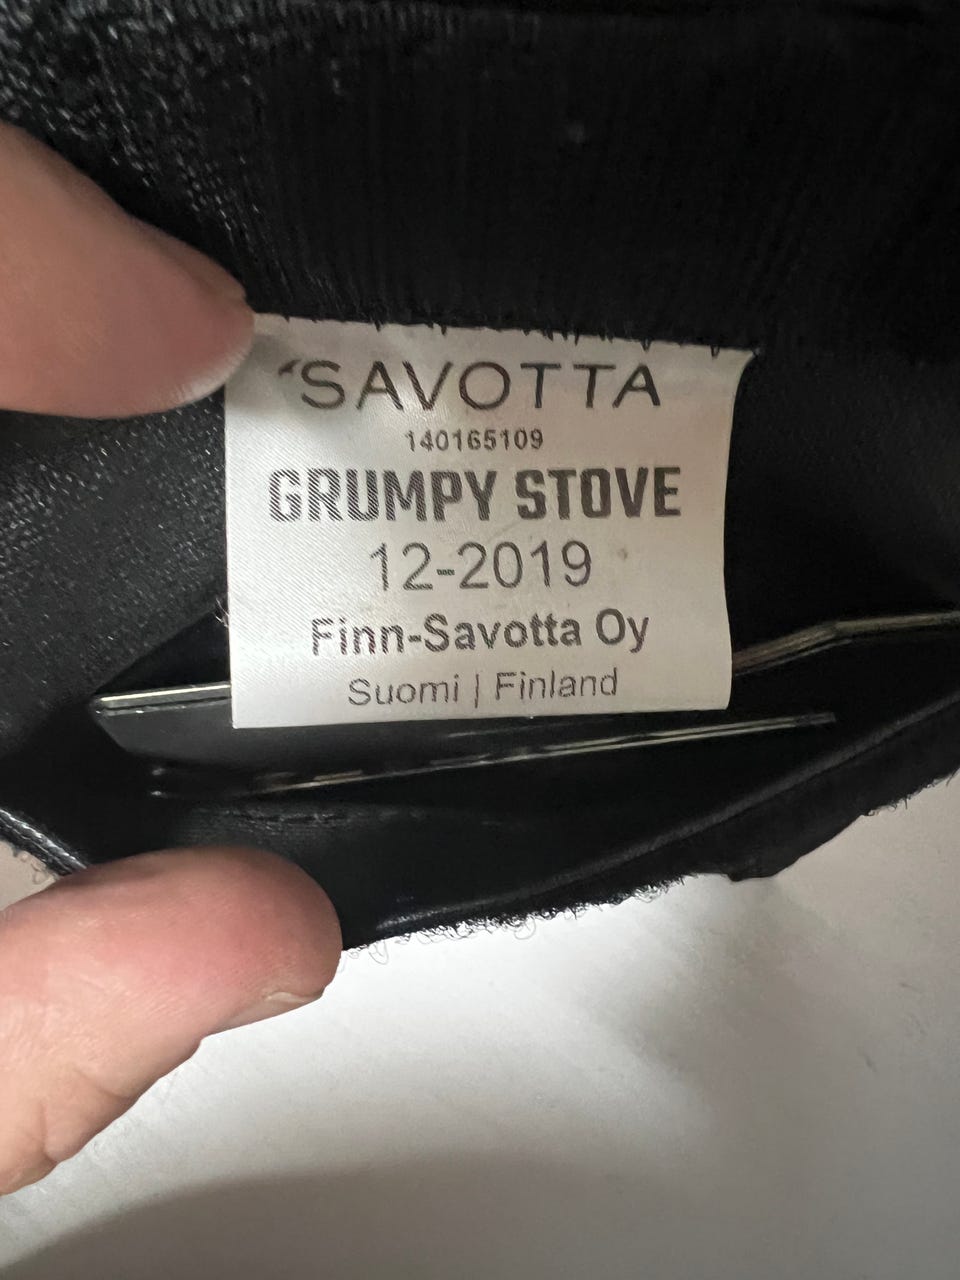 SAVOTTA
140165109
GRUMPY STOVE
12-2019
Finn-Savotta Oy
Suomi | Finland